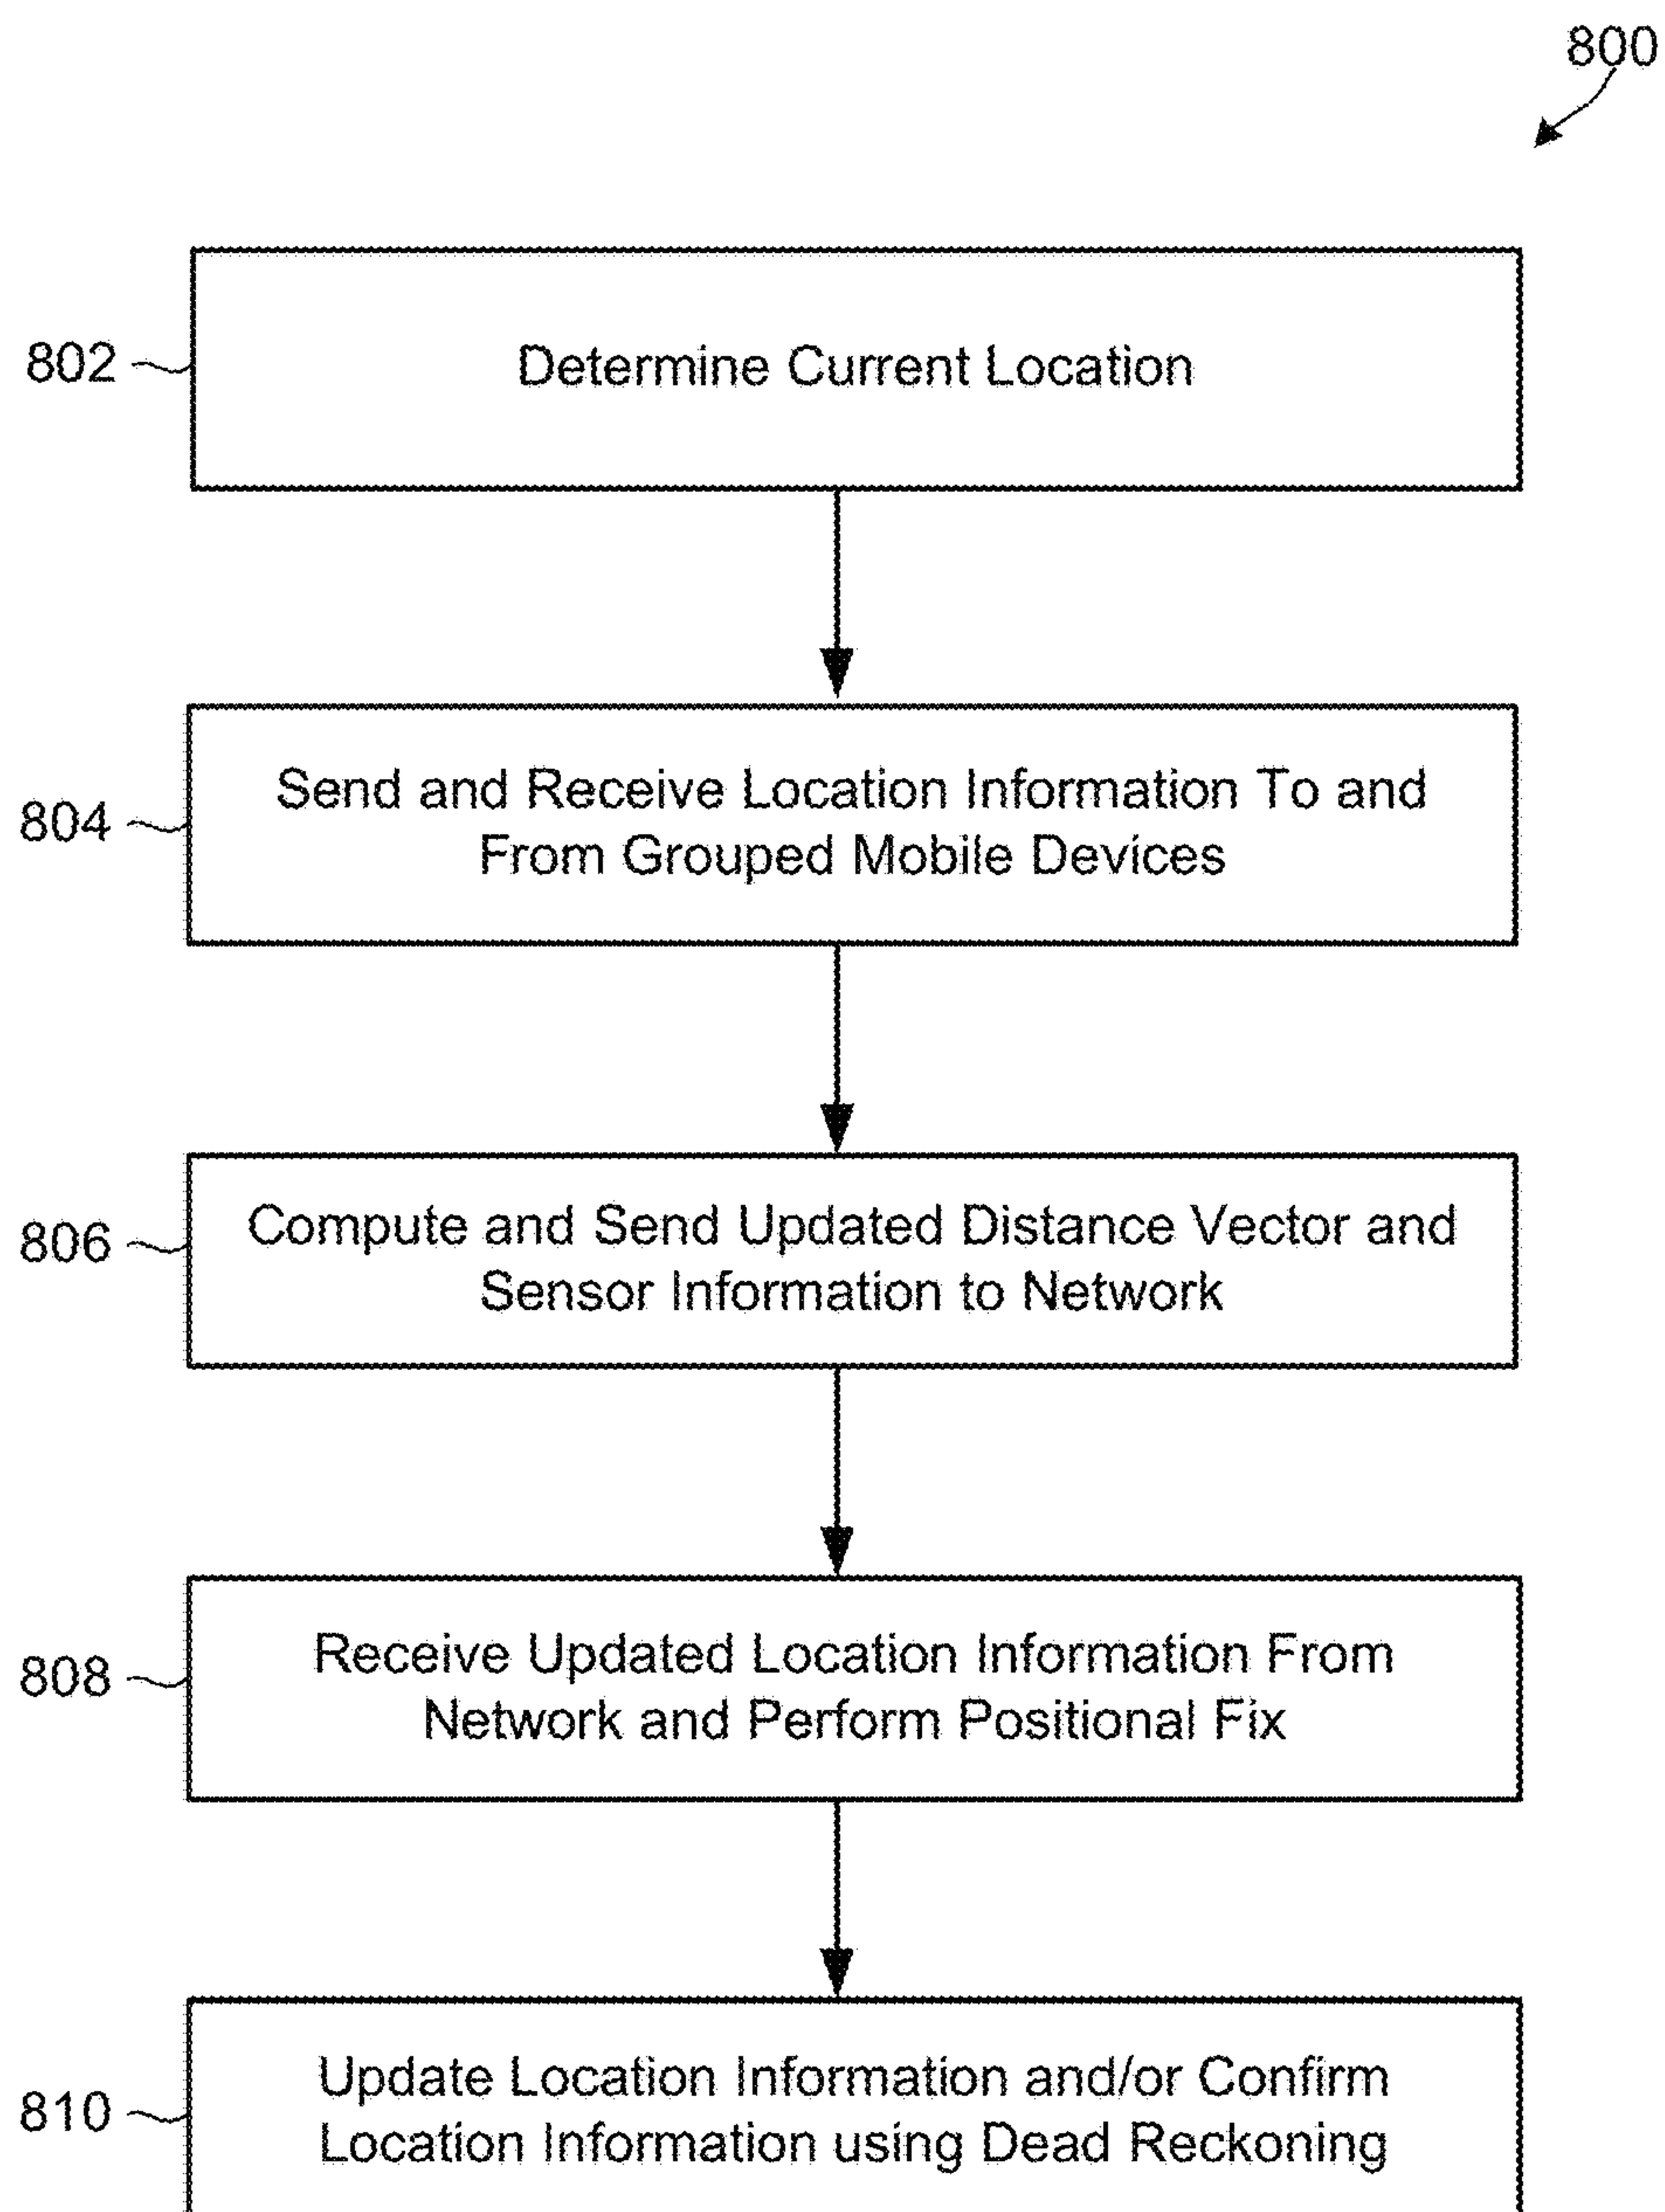 800
802
Determine Current Location
804
Send and Receive Location Information To and
From Grouped Mobile Devices
806
Compute and Send Updated Distance Vector and
Sensor Information to Network
808
Receive Updated Location Information From
Network and Perform Positional Fix
810
Update Location Information and/or Confirm
Location Information using Dead Reckoning